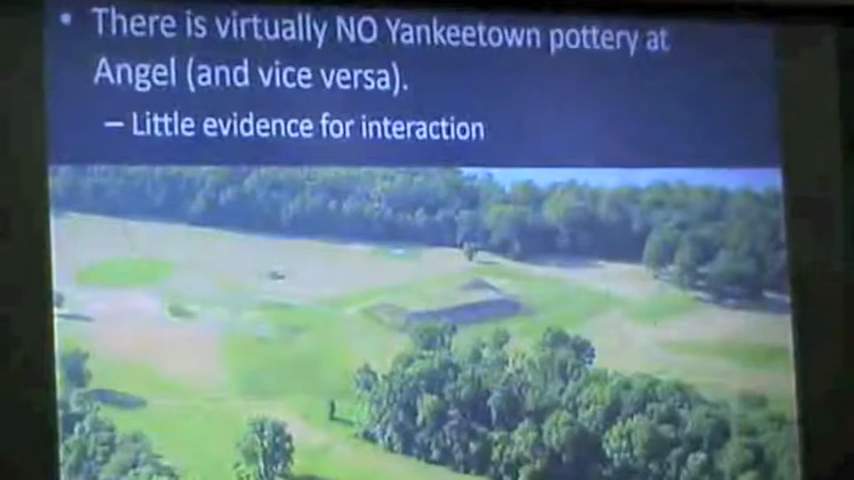 • There is virtually NO Yankeetown pottery at
Angel (and vice versa).
– Little evidence for interaction